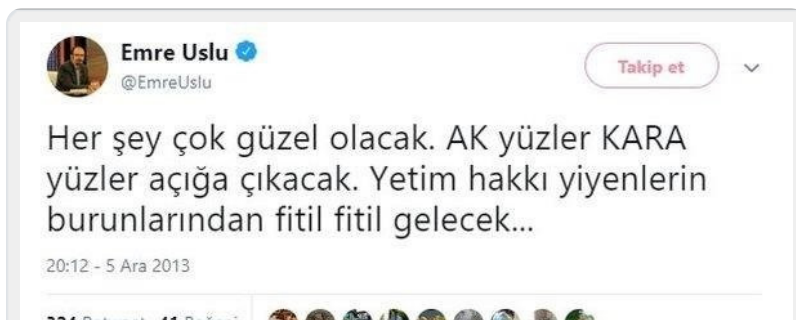 Emre Uslu
@EmreUslu
Takip et
Her şey çok güzel olacak. AK yüzler KARA
yüzler açığa çıkacak. Yetim hakkı yiyenlerin
burunlarından fitil fitil gelecek...
20:12 - 5 Ara 2013